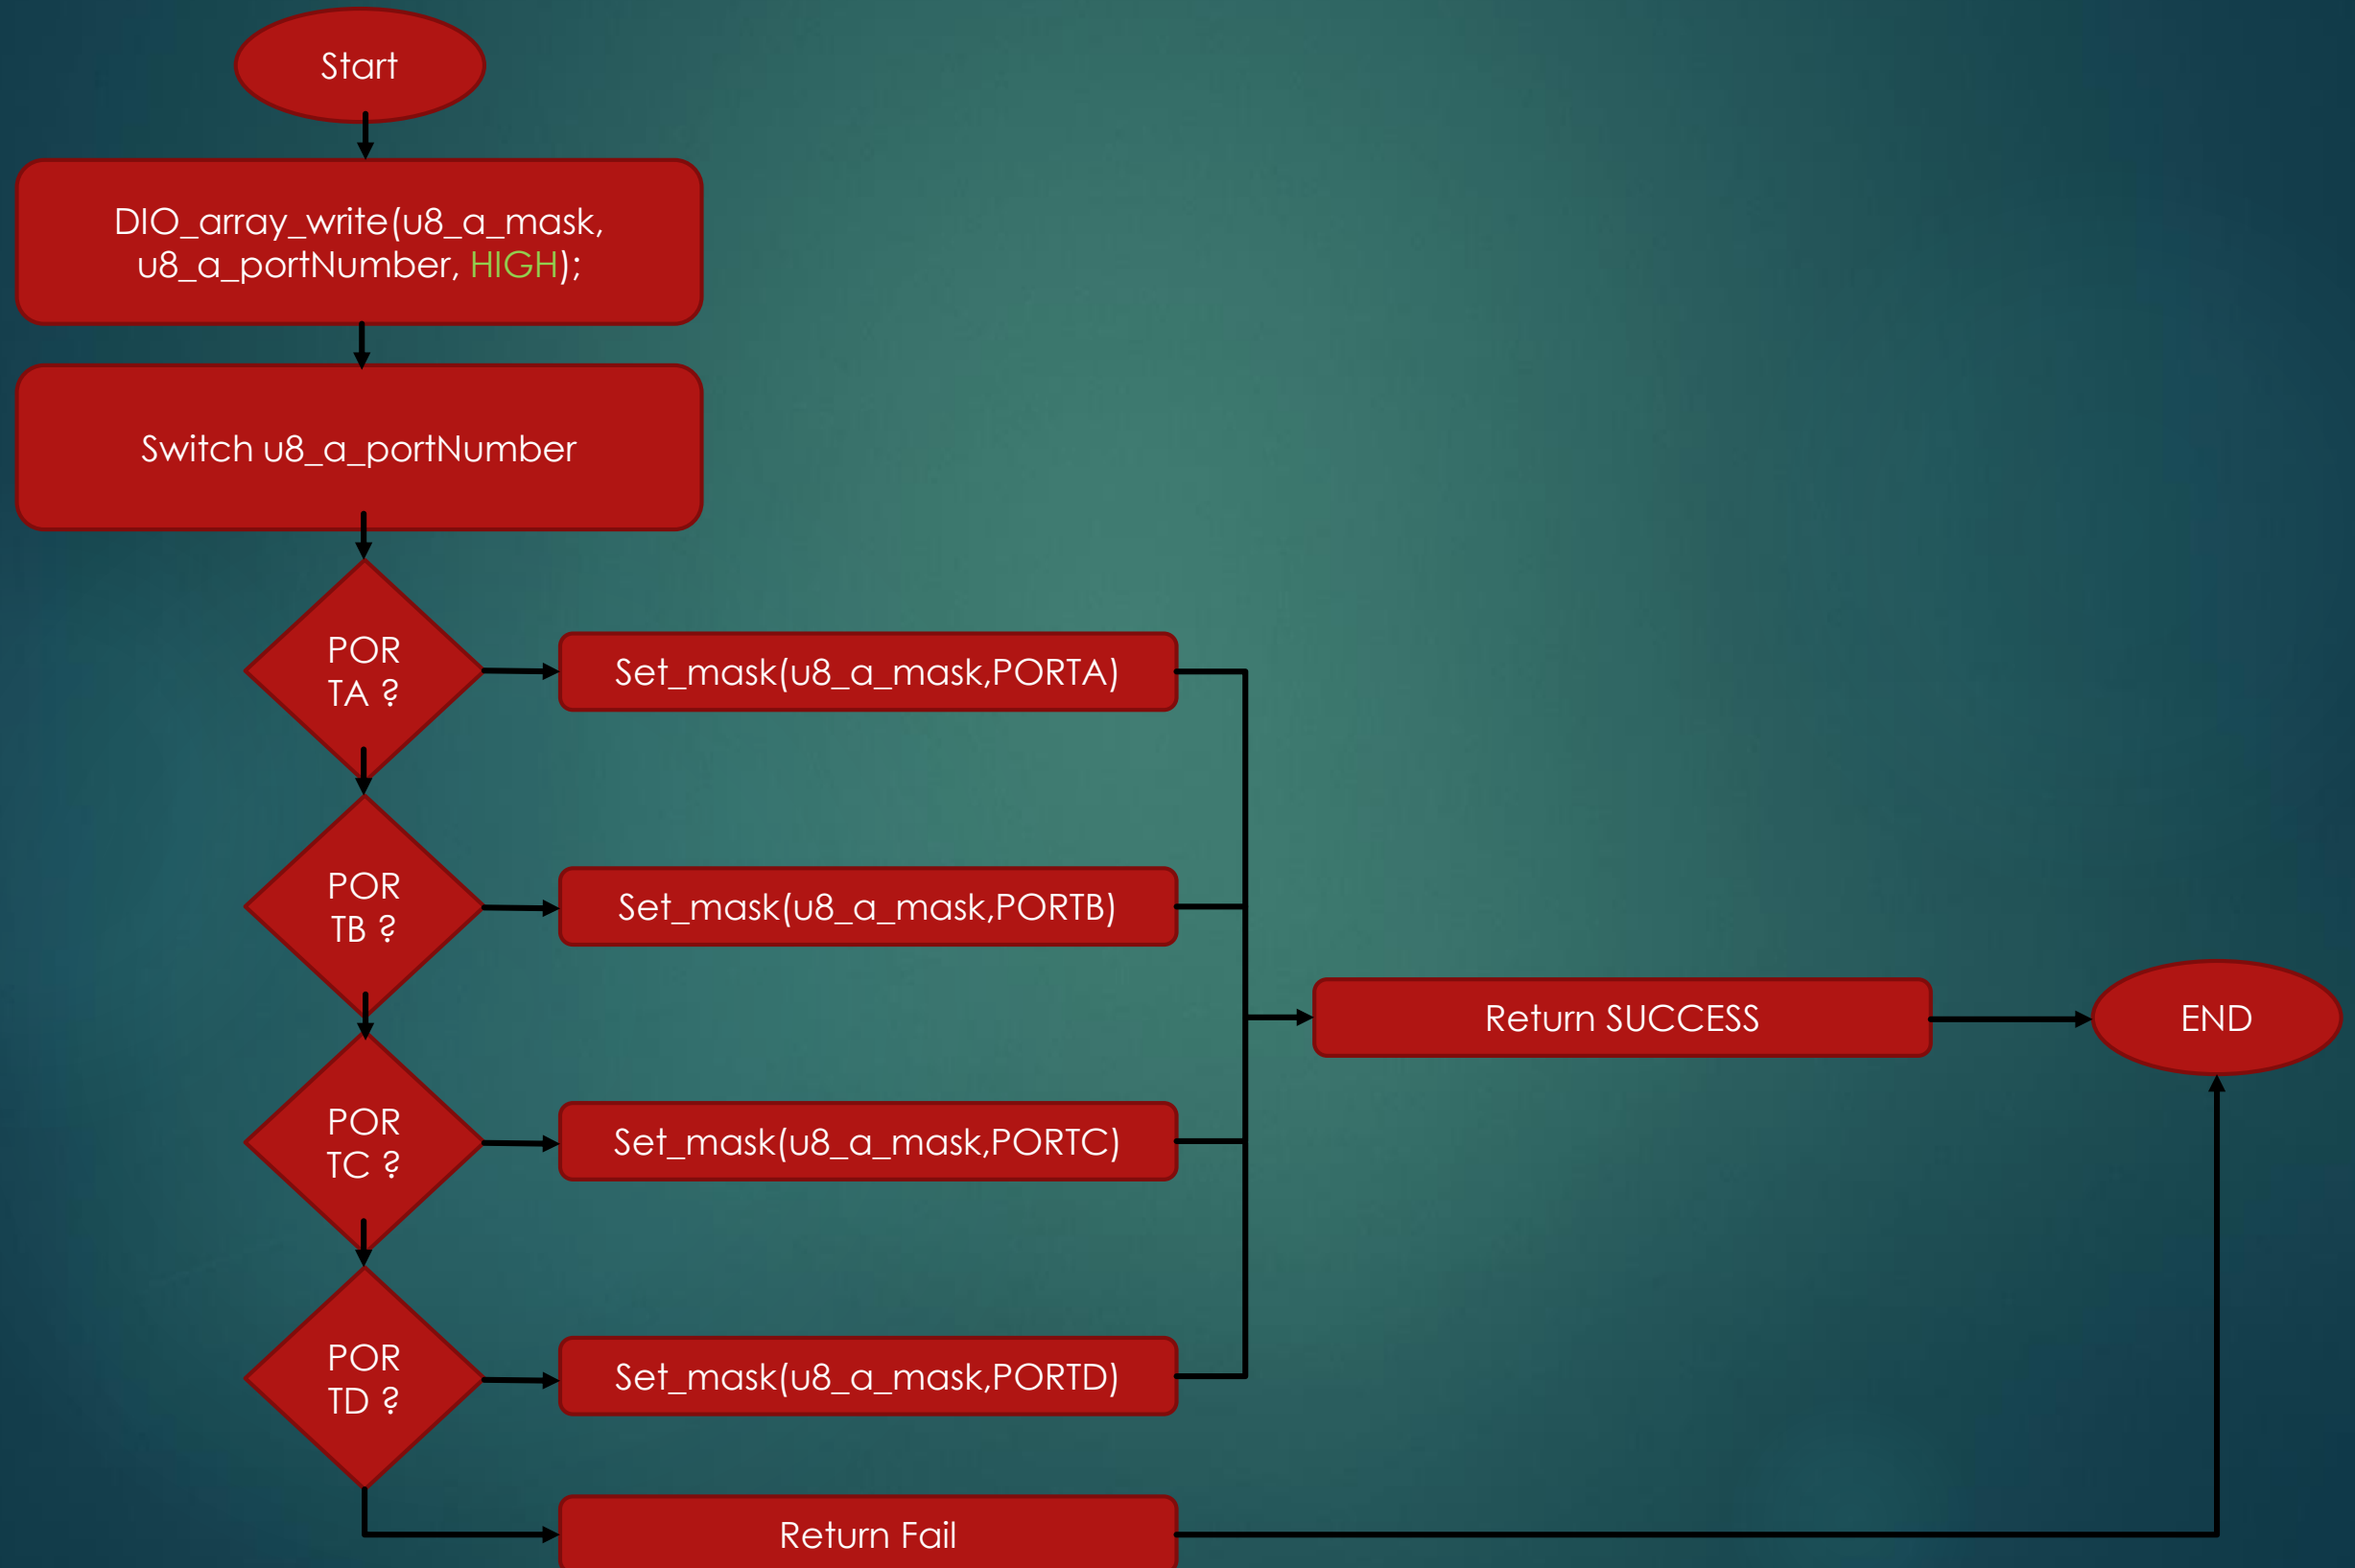 Start
DIO_array_write(u8_a_mask,
u8_a_portNumber, HIGH);
Switch u8_a_portNumber
POR
TA ?
Set_mask(u8_a_mask,PORTA)
POR
TB ?
Set_mask(u8_a_mask,PORTB)
Return SUCCESS
END
POR
TC ?
Set_mask(u8_a_mask,PORTC)
POR
TD ?
Set_mask(u8_a_mask,PORTD)
Return Fail